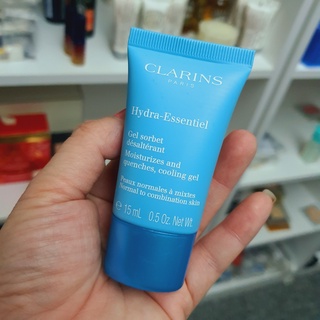 CLARINS
PARIS
Hydra-Essentiel
Gel sorbet
désaltérant
Moisturizes and
quenches, cooling gel
Peaux normales à mixtes
Normal to combination skin
℮ 15 mL 0.5 Oz. Net Wt.